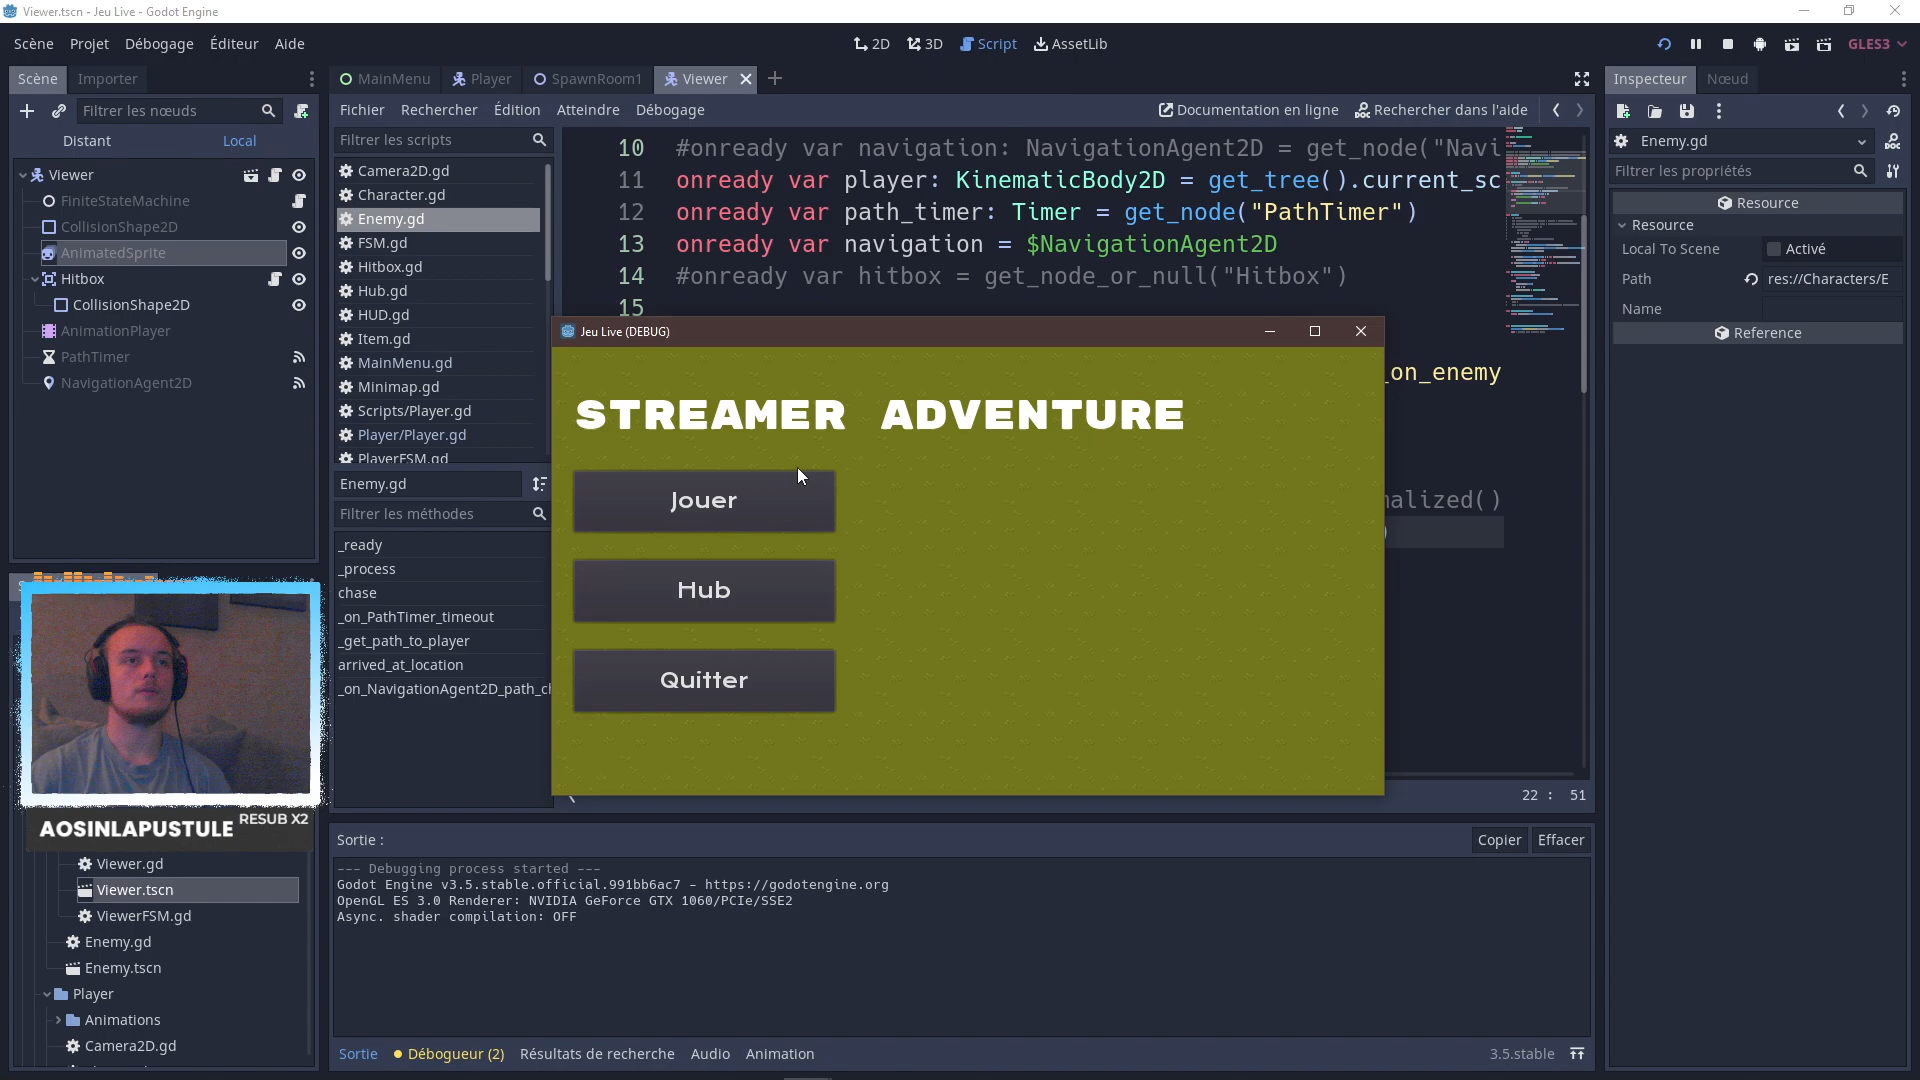 Viewer.tscn - Jeu Live - Godot Engine
Scène Projet Débogage Éditeur Aide
2D 3D Script AssetLib
GLES3
Scène Importer
MainMenu Player SpawnRoom1 Viewer
Inspecteur Nœud
Filtrer les nœuds
Fichier Rechercher Édition Atteindre Débogage
Documentation en ligne Rechercher dans l'aide
Distant Local
Filtrer les scripts
Enemy.gd
Filtrer les propriétés
Viewer
FiniteStateMachine
CollisionShape2D
AnimatedSprite
Hitbox
CollisionShape2D
AnimationPlayer
PathTimer
NavigationAgent2D
Camera2D.gd
Character.gd
Enemy.gd
FSM.gd
Hitbox.gd
Hub.gd
HUD.gd
Item.gd
MainMenu.gd
Minimap.gd
Scripts/Player.gd
Player/Player.gd
PlayerFSM.gd
Enemy.gd
Filtrer les méthodes
_ready
_process
chase
_on_PathTimer_timeout
_get_path_to_player
arrived_at_location
_on_NavigationAgent2D_path_ch
10 #onready var navigation: NavigationAgent2D = get_node("Navi
11 onready var player: KinematicBody2D = get_tree().current_sc
12 onready var path_timer: Timer = get_node("PathTimer")
13 onready var navigation = $NavigationAgent2D
14 #onready var hitbox = get_node_or_null("Hitbox")
15
_on_enemy
malized()
)
22 : 51
Resource
Resource
Local To Scene Activé
Path res://Characters/E
Name
Reference
Jeu Live (DEBUG)
STREAMER ADVENTURE
Jouer
Hub
Quitter
AOSINLAPUSTULE RESUB X2
Viewer.gd
Viewer.tscn
ViewerFSM.gd
Enemy.gd
Enemy.tscn
Player
Animations
Camera2D.gd
Sortie :
Copier Effacer
--- Debugging process started ---
Godot Engine v3.5.stable.official.991bb6ac7 - https://godotengine.org
OpenGL ES 3.0 Renderer: NVIDIA GeForce GTX 1060/PCIe/SSE2
Async. shader compilation: OFF
Sortie Débogueur (2) Résultats de recherche Audio Animation
3.5.stable